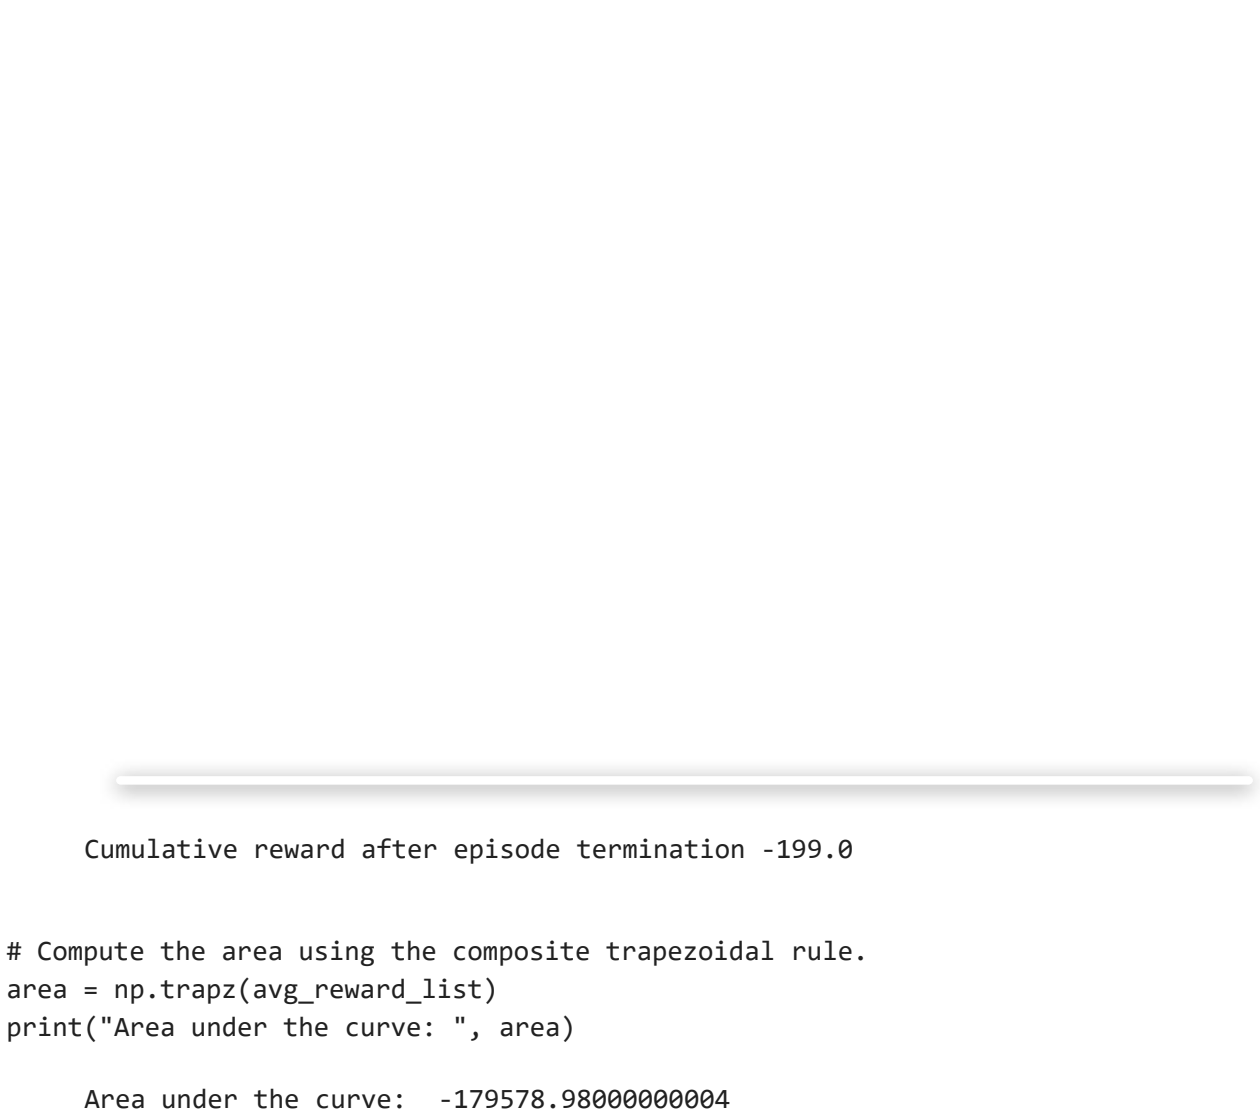 Cumulative reward after episode termination -199.0
# Compute the area using the composite trapezoidal rule.
area = np.trapz(avg_reward_list)
print("Area under the curve: ", area)
Area under the curve:  -179578.98000000004